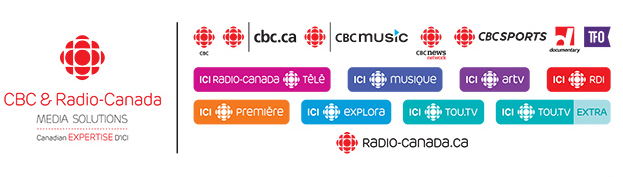 CBC & Radio-Canada
MEDIA SOLUTIONS
Canadian EXPERTISE D'ICI
CBC cbc.ca CBC MUSIC CBC NEWS network CBC SPORTS documentary TFO
ICI RADIO-CANADA TÉLÉ ICI MUSIQUE ICI artv ICI RDI
ICI PREMIÈRE ICI explora ICI TOU.TV ICI TOU.TV EXTRA
RADIO-CANADA.ca